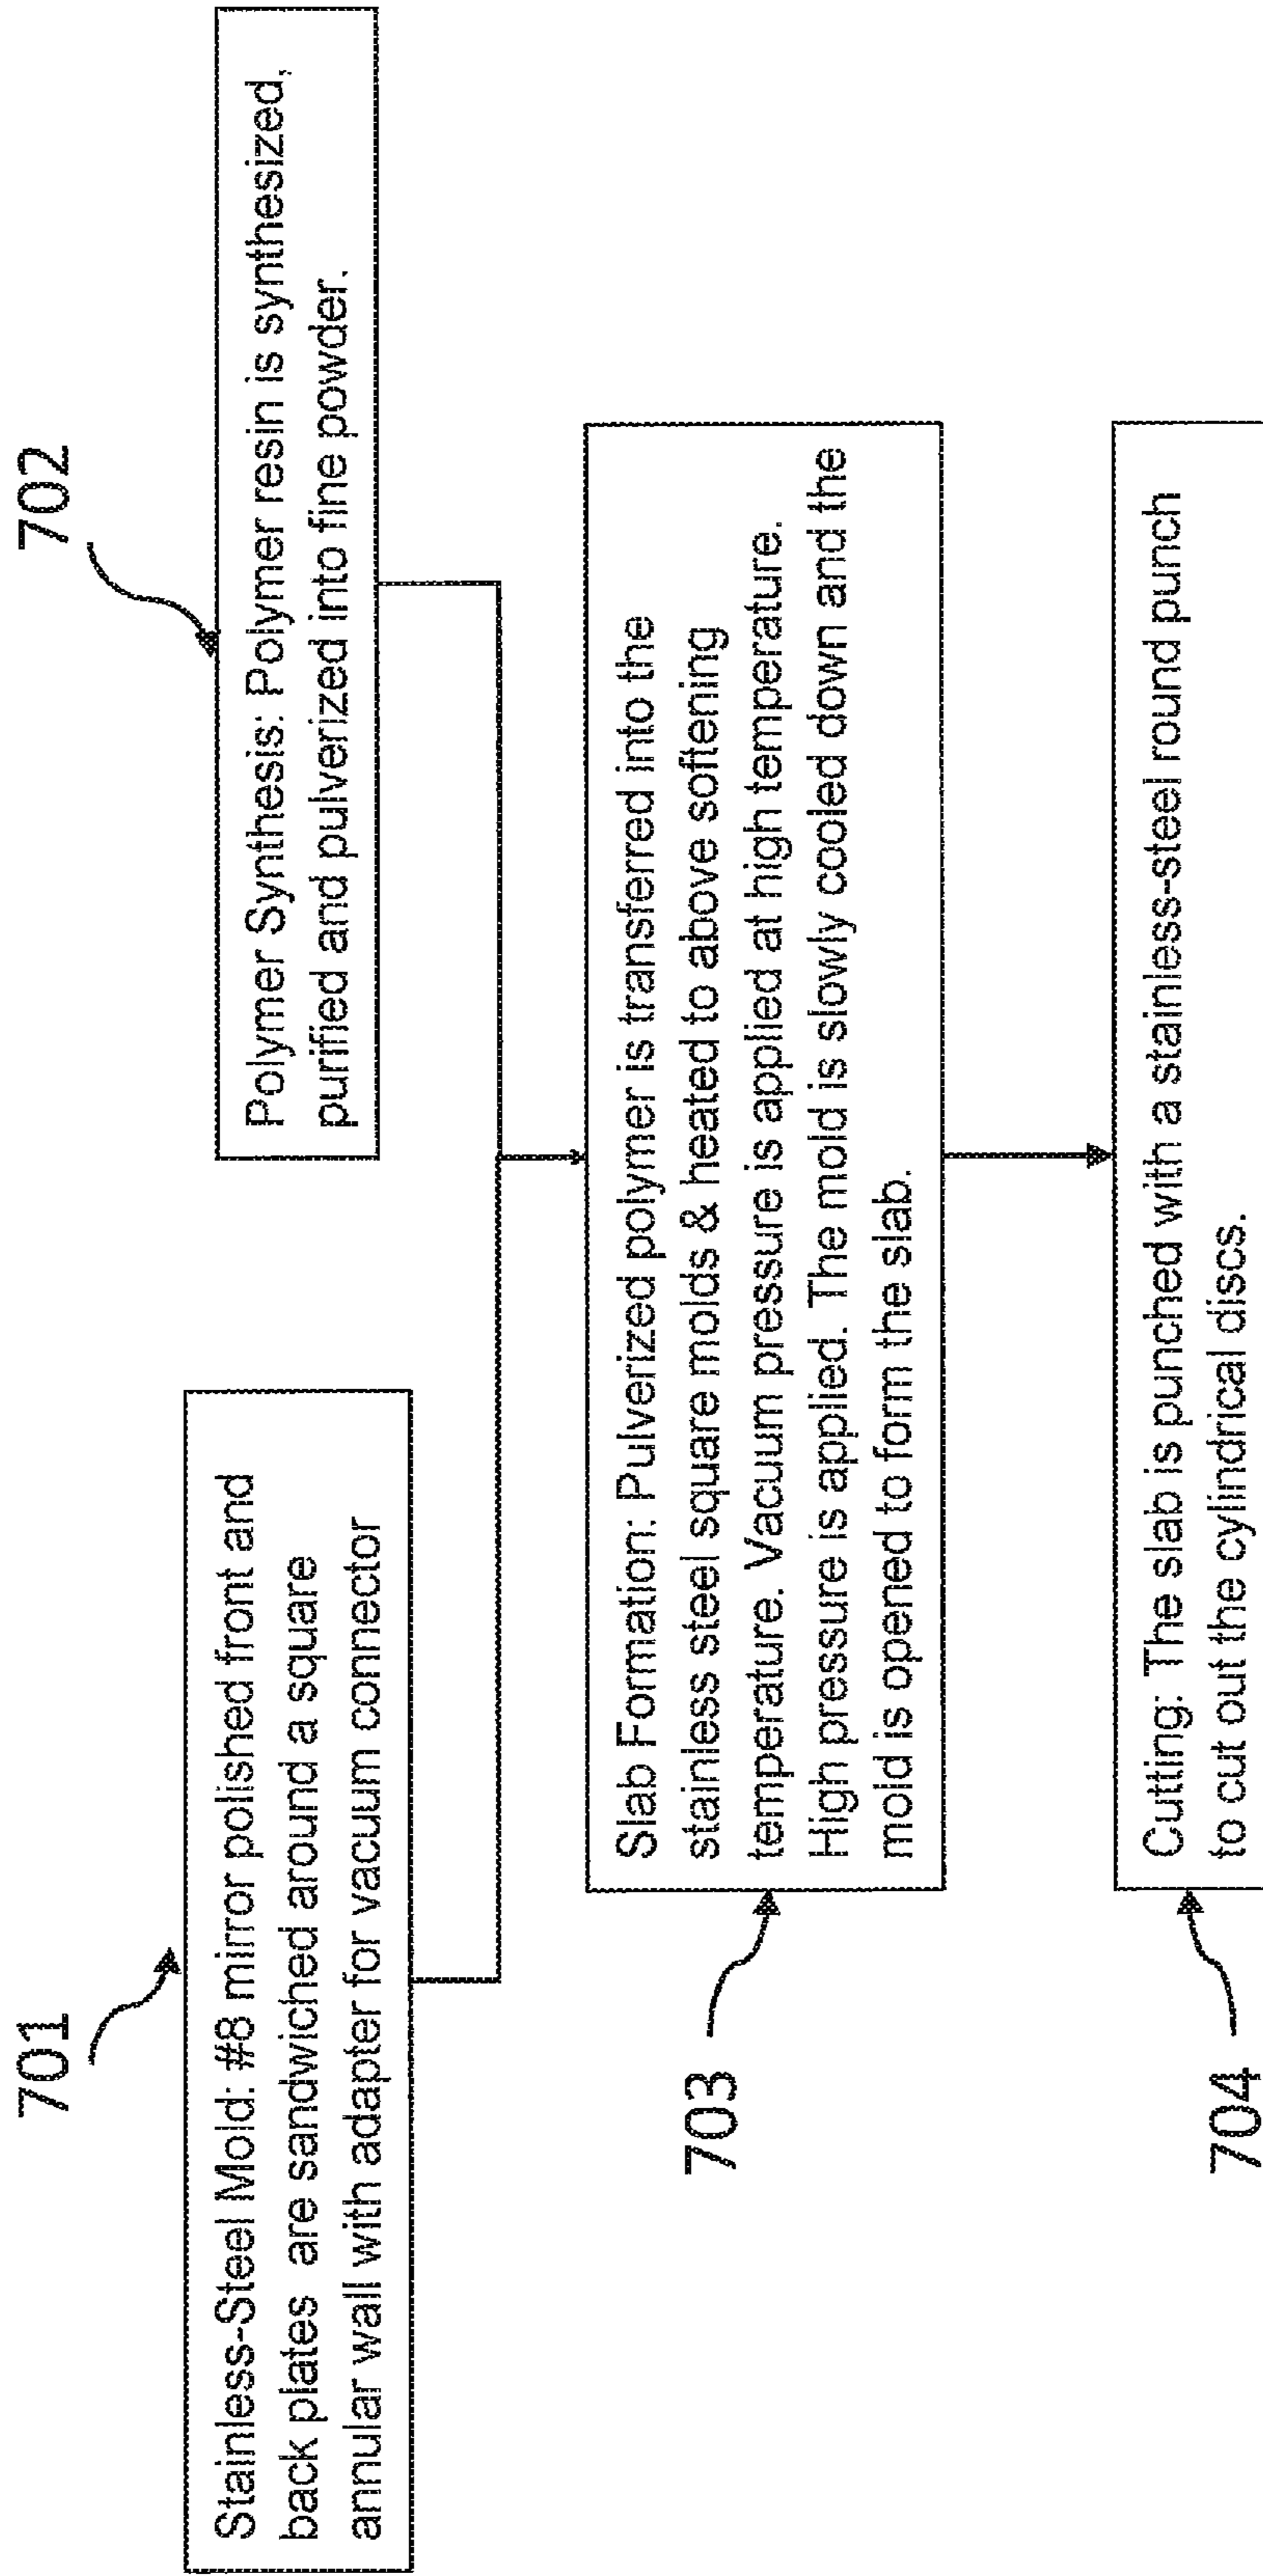 701
Stainless-Steel Mold: #8 mirror polished front and
back plates are sandwiched around a square
annular wall with adapter for vacuum connector
702
Polymer Synthesis: Polymer resin is synthesized,
purified and pulverized into fine powder.
703
Slab Formation: Pulverized polymer is transferred into the
stainless steel square molds & heated to above softening
temperature. Vacuum pressure is applied at high temperature.
High pressure is applied. The mold is slowly cooled down and the
mold is opened to form the slab.
704
Cutting: The slab is punched with a stainless-steel round punch
to cut out the cylindrical discs.